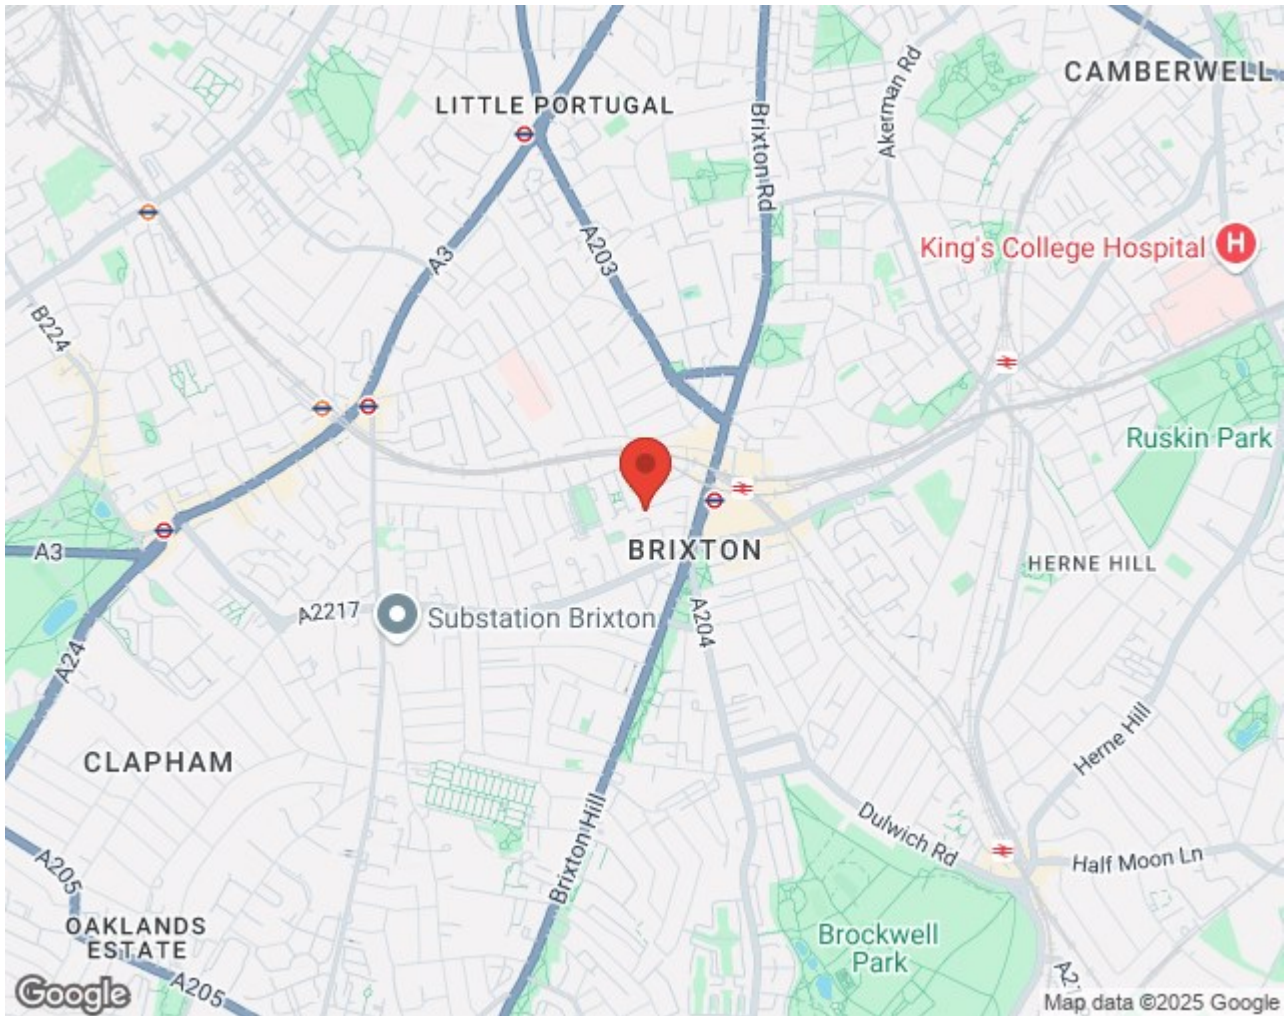 CAMBERWELL
LITTLE PORTUGAL
Akerman Rd
Brixton Rd
King's College Hospital
H
A203
A3
B224
Ruskin Park
BRIXTON
A3
HERNE HILL
A2217
Substation Brixton
A204
A24
CLAPHAM
Herne Hill
Brixton Hill
Dulwich Rd
Half Moon Ln
A205
OAKLANDS
ESTATE
Brockwell
Park
A205
Google
Map data ©2025 Google